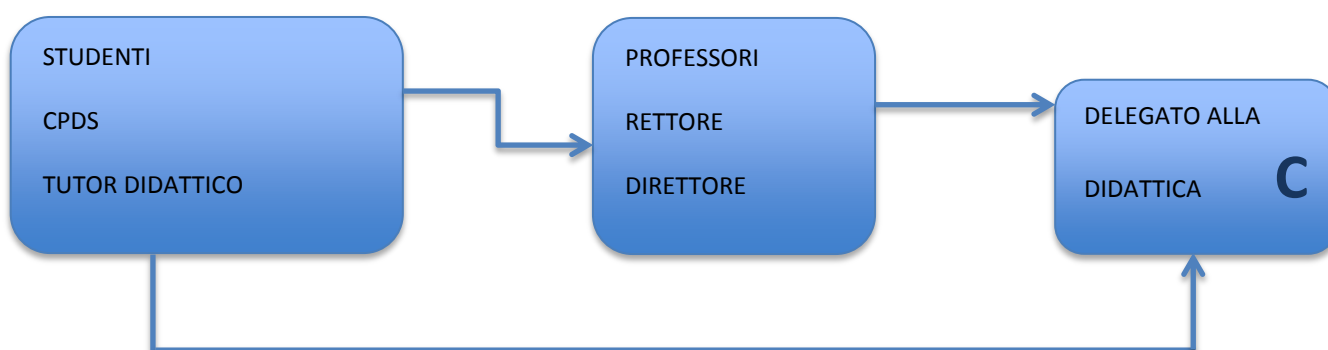 STUDENTI
CPDS
TUTOR DIDATTICO
PROFESSORI
RETTORE
DIRETTORE
DELEGATO ALLA
DIDATTICA C